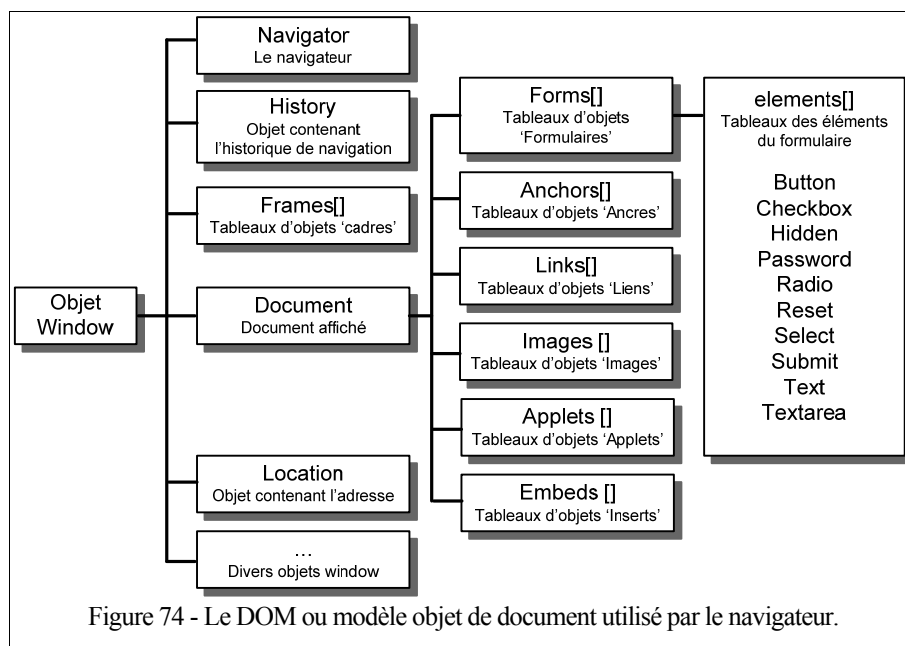 Navigator
Le navigateur
History
Objet contenant
l'historique de navigation
Frames[]
Tableaux d'objets 'cadres'
Objet
Window
Document
Document affiché
Location
Objet contenant l'adresse
…
Divers objets window
Forms[]
Tableaux d'objets
'Formulaires'
Anchors[]
Tableaux d'objets 'Ancres'
Links[]
Tableaux d'objets 'Liens'
Images []
Tableaux d'objets 'Images'
Applets []
Tableaux d'objets 'Applets'
Embeds []
Tableaux d'objets 'Inserts'
elements[]
Tableaux des éléments
du formulaire
Button
Checkbox
Hidden
Password
Radio
Reset
Select
Submit
Text
Textarea
Figure 74 - Le DOM ou modèle objet de document utilisé par le navigateur.